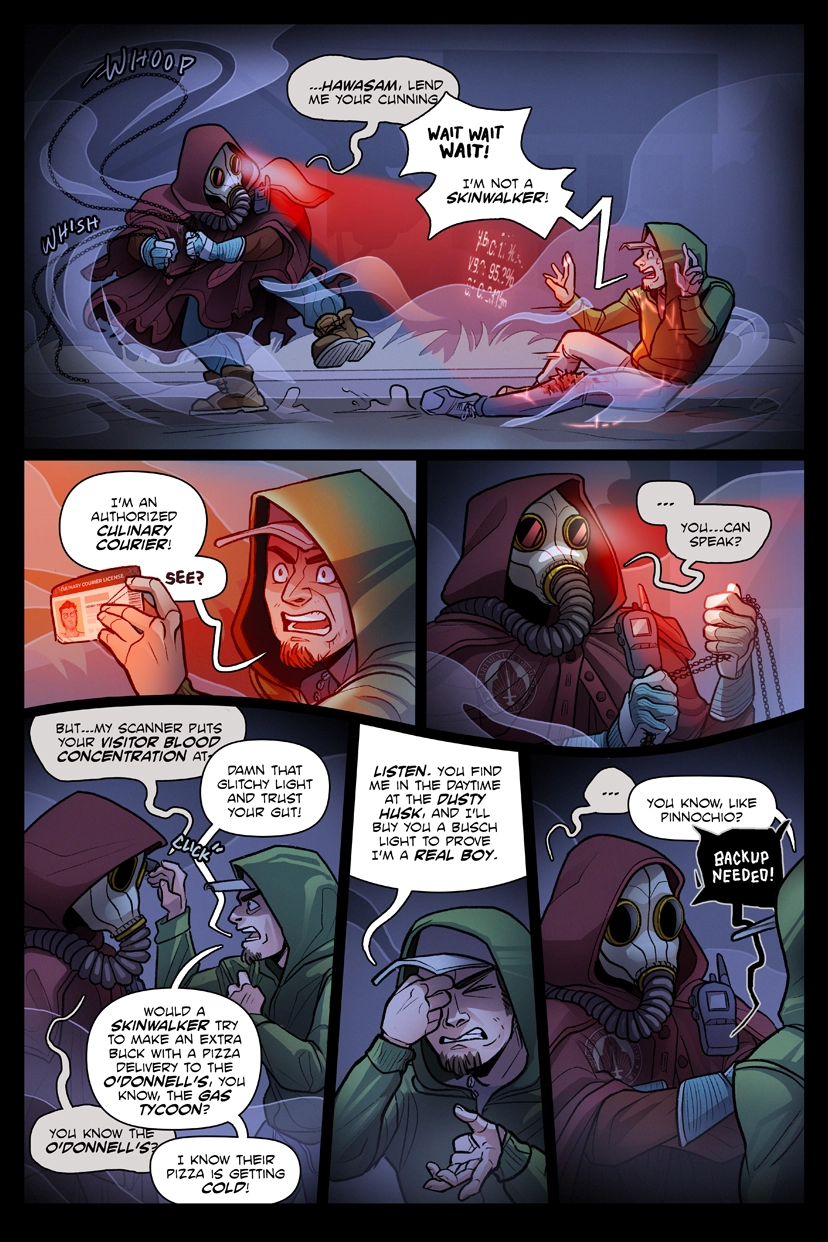 WHOOP
...HAWASAM, LEND
ME YOUR CUNNING
WAIT WAIT
WAIT!
I'M NOT A
SKINWALKER!
WHISH
I'M AN
AUTHORIZED
CULINARY
COURIER!
SEE?
CULINARY COURIER LICENSE
...
YOU...CAN
SPEAK?
BUT...MY SCANNER PUTS
YOUR VISITOR BLOOD
CONCENTRATION AT-
DAMN THAT
GLITCHY LIGHT
AND TRUST
YOUR GUT!
CLICK
WOULD A
SKINWALKER TRY
TO MAKE AN EXTRA
BUCK WITH A PIZZA
DELIVERY TO THE
O'DONNELL'S, YOU
KNOW, THE GAS
TYCOON?
YOU KNOW THE
O'DONNELL'S?
I KNOW THEIR
PIZZA IS GETTING
COLD!
LISTEN. YOU FIND
ME IN THE DAYTIME
AT THE DUSTY
HUSK, AND I'LL
BUY YOU A BUSCH
LIGHT TO PROVE
I'M A REAL BOY.
...
YOU KNOW, LIKE
PINNOCHIO?
BACKUP
NEEDED!